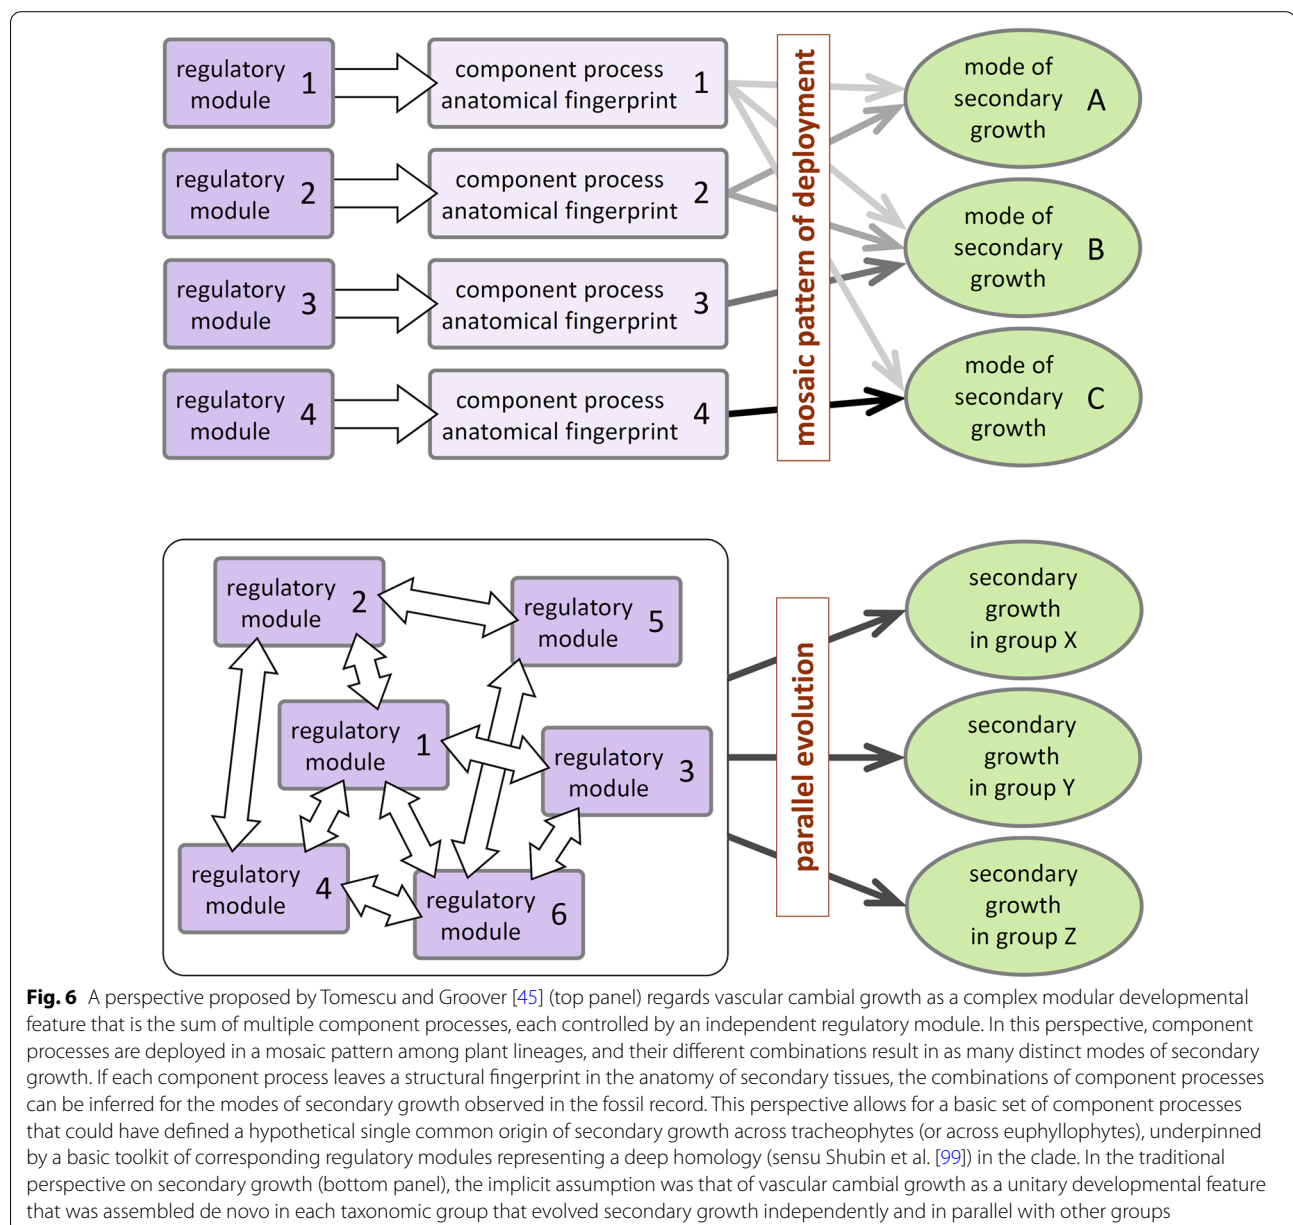 regulatory
module 1
component process
anatomical fingerprint 1
regulatory
module 2
component process
anatomical fingerprint 2
regulatory
module 3
component process
anatomical fingerprint 3
regulatory
module 4
component process
anatomical fingerprint 4
mosaic pattern of deployment
mode of
secondary A
growth
mode of
secondary B
growth
mode of
secondary C
growth
regulatory
module 2
regulatory
module 5
regulatory
module 1
regulatory
module 3
regulatory
module 4
regulatory
module 6
parallel evolution
secondary
growth
in group X
secondary
growth
in group Y
secondary
growth
in group Z
Fig. 6 A perspective proposed by Tomescu and Groover [45] (top panel) regards vascular cambial growth as a complex modular developmental
feature that is the sum of multiple component processes, each controlled by an independent regulatory module. In this perspective, component
processes are deployed in a mosaic pattern among plant lineages, and their different combinations result in as many distinct modes of secondary
growth. If each component process leaves a structural fingerprint in the anatomy of secondary tissues, the combinations of component processes
can be inferred for the modes of secondary growth observed in the fossil record. This perspective allows for a basic set of component processes
that could have defined a hypothetical single common origin of secondary growth across tracheophytes (or across euphyllophytes), underpinned
by a basic toolkit of corresponding regulatory modules representing a deep homology (sensu Shubin et al. [99]) in the clade. In the traditional
perspective on secondary growth (bottom panel), the implicit assumption was that of vascular cambial growth as a unitary developmental feature
that was assembled de novo in each taxonomic group that evolved secondary growth independently and in parallel with other groups